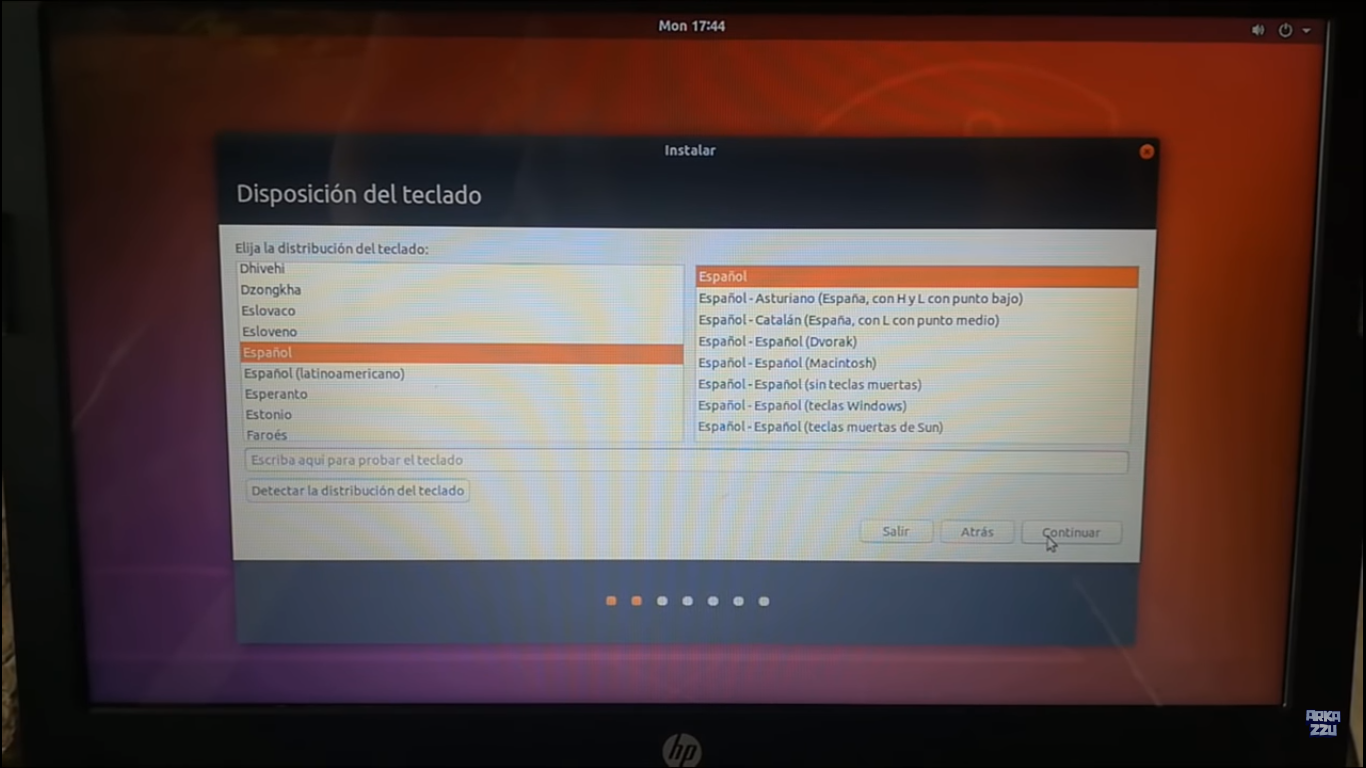 Mon 17:44
Instalar
Disposición del teclado
Elija la distribución del teclado:
Dhivehi
Dzongkha
Eslovaco
Esloveno
Español
Español (latinoamericano)
Esperanto
Estonio
Faroés
Español
Español - Asturiano (España, con H y L con punto bajo)
Español - Catalán (España, con L con punto medio)
Español - Español (Dvorak)
Español - Español (Macintosh)
Español - Español (sin teclas muertas)
Español - Español (teclas Windows)
Español - Español (teclas muertas de Sun)
Escriba aquí para probar el teclado
Detectar la distribución del teclado
Salir
Atrás
Continuar
hp
ARKA
ZZU